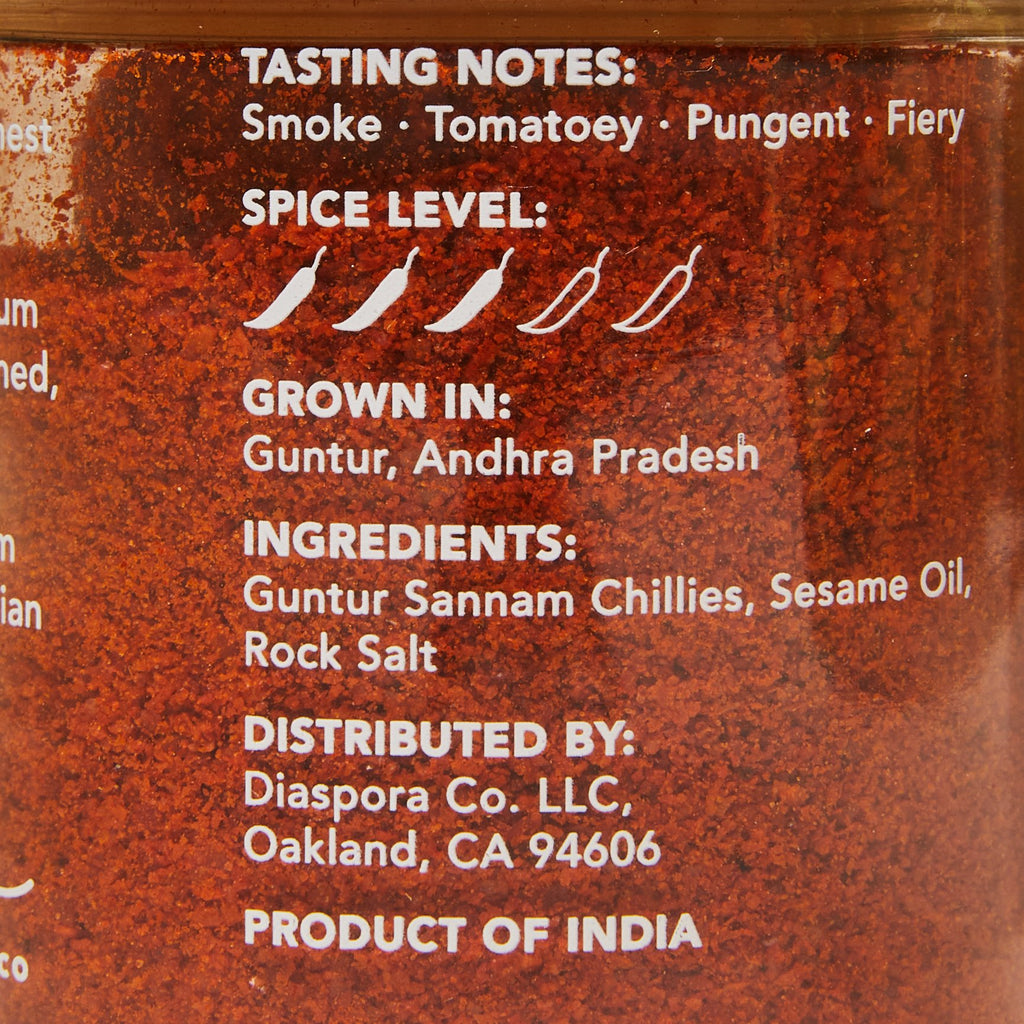 TASTING NOTES:
Smoke · Tomatoey · Pungent · Fiery
SPICE LEVEL:
GROWN IN:
Guntur, Andhra Pradesh
INGREDIENTS:
Guntur Sannam Chillies, Sesame Oil,
Rock Salt
DISTRIBUTED BY:
Diaspora Co. LLC,
Oakland, CA 94606
PRODUCT OF INDIA